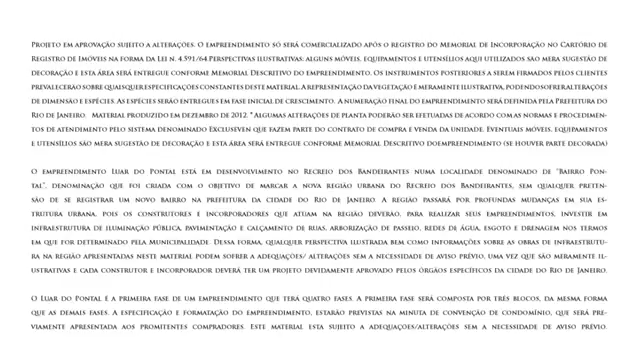 Projeto em aprovação sujeito a alterações. O empreendimento só será comercializado após o registro do Memorial de Incorporação no Cartório de
Registro de Imóveis na forma da Lei n. 4.591/64 Perspectivas ilustrativas: alguns móveis, equipamentos e utensílios aqui utilizados são mera sugestão de
decoração e esta área será entregue conforme Memorial Descritivo do empreendimento. Os instrumentos posteriores a serem firmados pelos clientes
prevalecerão sobre quaisquer especificações constantes deste material. A representação da vegetação é meramente ilustrativa, podendo sofrer alterações
de dimensão e espécies. As espécies serão entregues em fase inicial de crescimento. A numeração final do empreendimento será definida pela Prefeitura do
Rio de Janeiro. Material produzido em dezembro de 2012. * Algumas alterações de planta poderão ser efetuadas de acordo com as normas e procedimen-
tos de atendimento pelo sistema denominado Exclusiven que fazem parte do contrato de compra e venda da unidade. Eventuais móveis, equipamentos
e utensílios são mera sugestão de decoração e esta área será entregue conforme Memorial Descritivo doempreendimento (se houver parte decorada)
O empreendimento Luar do Pontal está em desenvolvimento no Recreio dos Bandeirantes numa localidade denominado de "Bairro Pon-
tal", denominação que foi criada com o objetivo de marcar a nova região urbana do Recreio dos Bandeirantes, sem qualquer preten-
são de se registrar um novo bairro na prefeitura da cidade do Rio de Janeiro. A região passará por profundas mudanças em sua es-
trutura urbana, pois os construtores e incorporadores que atuam na região deverão, para realizar seus empreendimentos, investir em
infraestrutura de iluminação pública, pavimentação e calçamento de ruas, arborização de passeio, redes de água, esgoto e drenagem nos termos
em que for determinado pela Municipalidade. Dessa forma, qualquer perspectiva ilustrada bem como informações sobre as obras de infraestrutu-
ra na região apresentadas neste material podem sofrer a adequações/ alterações sem a necessidade de aviso prévio, uma vez que são meramente il-
ustrativas e cada construtor e incorporador deverá ter um projeto devidamente aprovado pelos órgãos específicos da cidade do Rio de Janeiro.
O Luar do Pontal é a primeira fase de um empreendimento que terá quatro fases. A primeira fase será composta por três blocos, da mesma forma
que as demais fases. A especificação e formatação do empreendimento, estarão previstas na minuta de convenção de condomínio, que será pre-
viamente apresentada aos promitentes compradores. Este material esta sujeito a adequações/alterações sem a necessidade de aviso prévio.